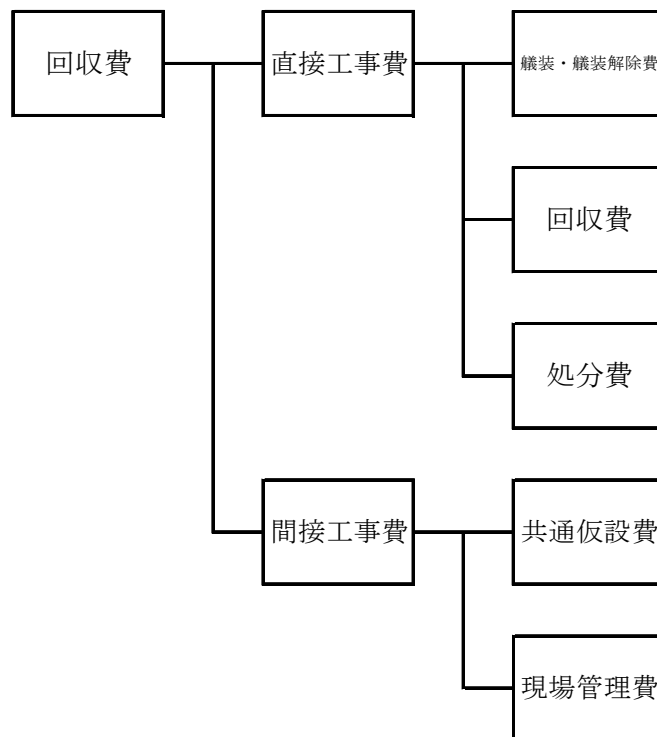 回収費
直接工事費
艤装・艤装解除費
回収費
処分費
間接工事費
共通仮設費
現場管理費